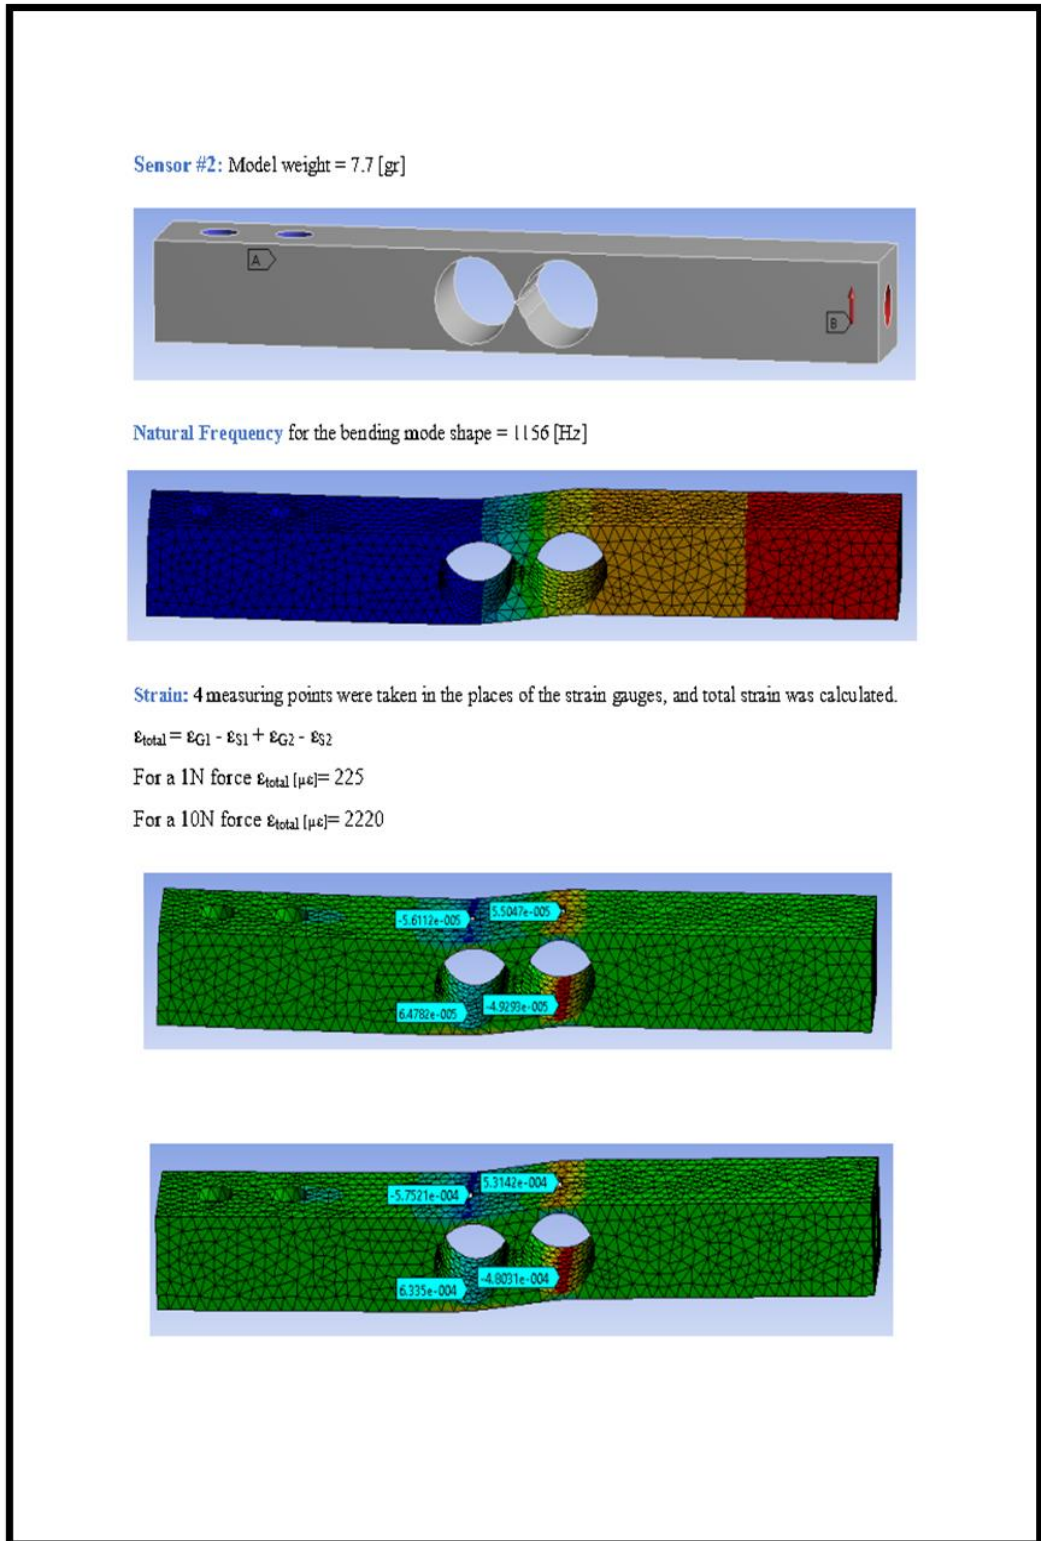 Sensor #2: Model weight = 7.7 [gr]
A
B
Natural Frequency for the bending mode shape = 1156 [Hz]
Strain: 4 measuring points were taken in the places of the strain gauges, and total strain was calculated.
εtotal = εG1 - εS1 + εG2 - εS2
For a 1N force εtotal [με]= 225
For a 10N force εtotal [με]= 2220
-5.6112e-005
5.5047e-005
6.4782e-005
-4.9293e-005
-5.7521e-004
5.3142e-004
6.335e-004
-4.8031e-004